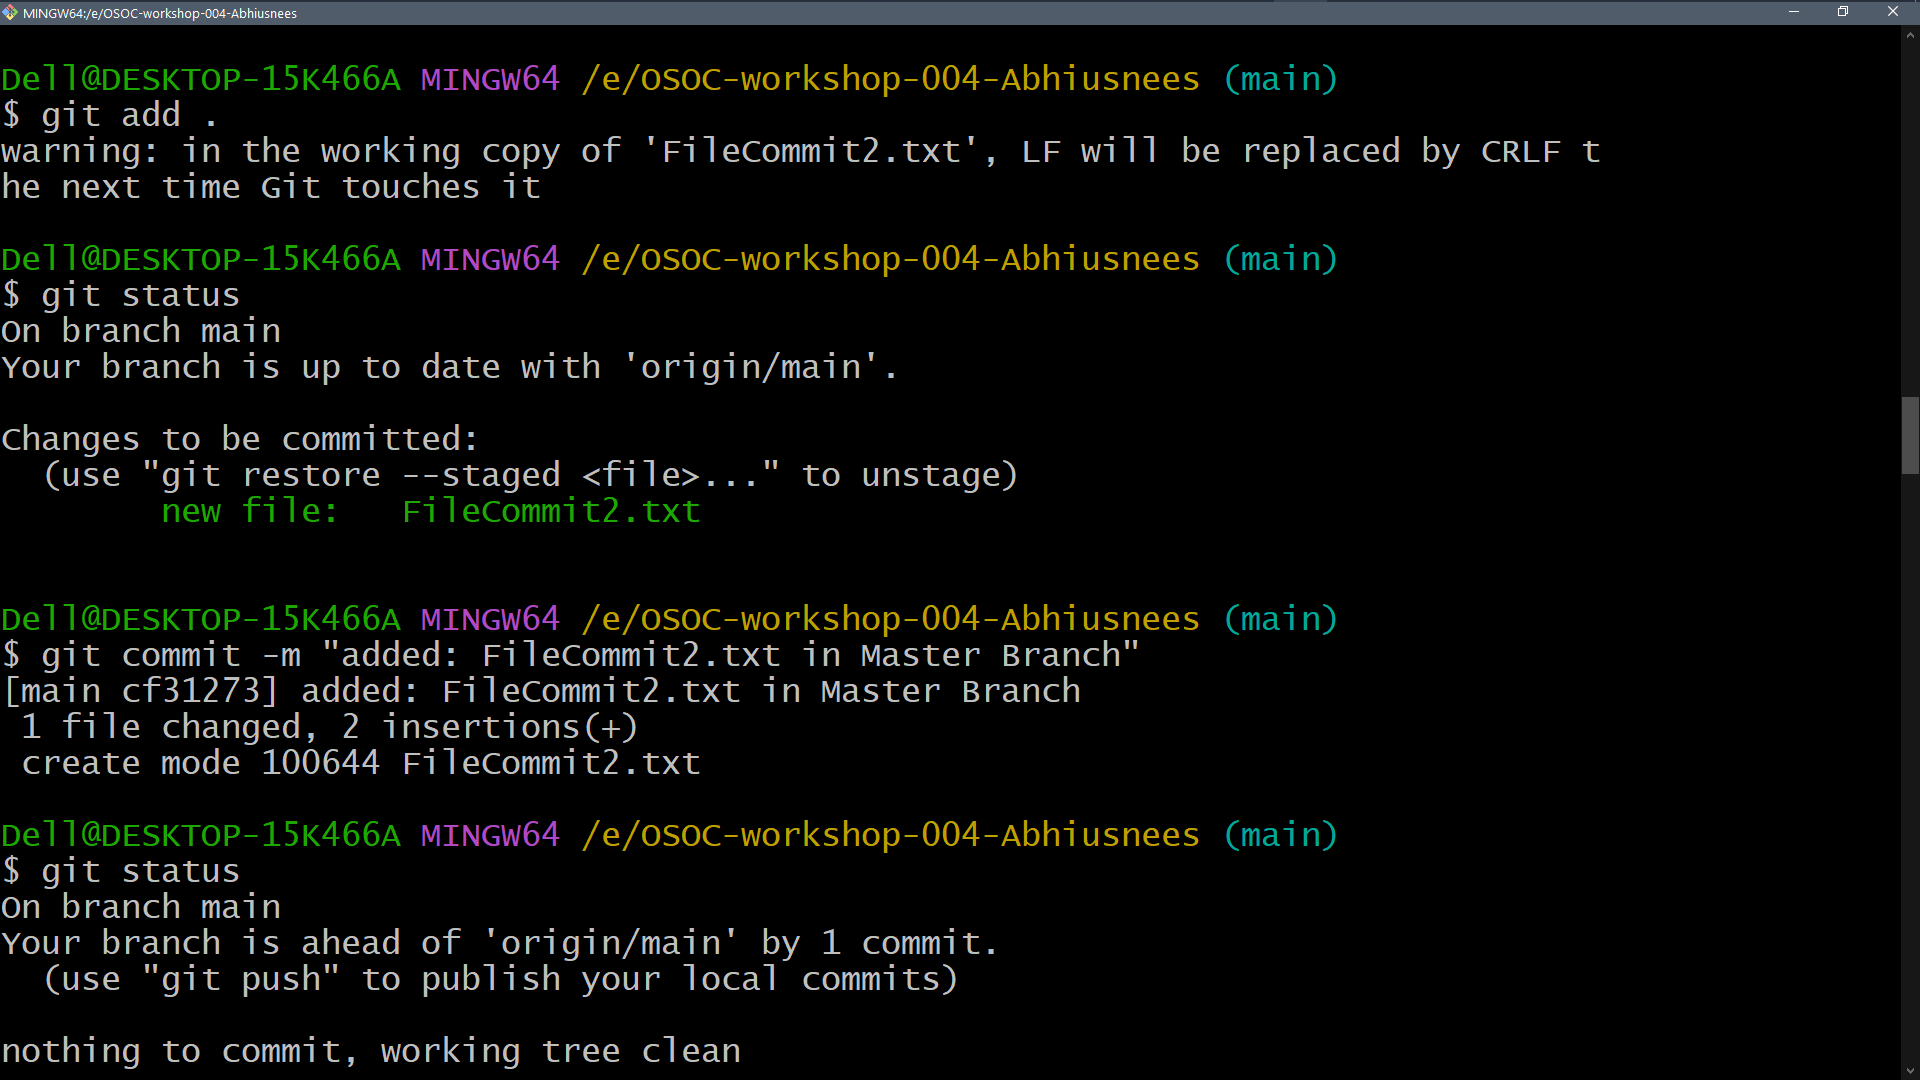 MINGW64:/e/OSOC-workshop-004-Abhiusnees
Dell@DESKTOP-15K466A MINGW64 /e/OSOC-workshop-004-Abhiusnees (main)
$ git add .
warning: in the working copy of 'FileCommit2.txt', LF will be replaced by CRLF t
he next time Git touches it
Dell@DESKTOP-15K466A MINGW64 /e/OSOC-workshop-004-Abhiusnees (main)
$ git status
On branch main
Your branch is up to date with 'origin/main'.
Changes to be committed:
  (use "git restore --staged <file>..." to unstage)
        new file:   FileCommit2.txt
Dell@DESKTOP-15K466A MINGW64 /e/OSOC-workshop-004-Abhiusnees (main)
$ git commit -m "added: FileCommit2.txt in Master Branch"
[main cf31273] added: FileCommit2.txt in Master Branch
 1 file changed, 2 insertions(+)
 create mode 100644 FileCommit2.txt
Dell@DESKTOP-15K466A MINGW64 /e/OSOC-workshop-004-Abhiusnees (main)
$ git status
On branch main
Your branch is ahead of 'origin/main' by 1 commit.
  (use "git push" to publish your local commits)
nothing to commit, working tree clean